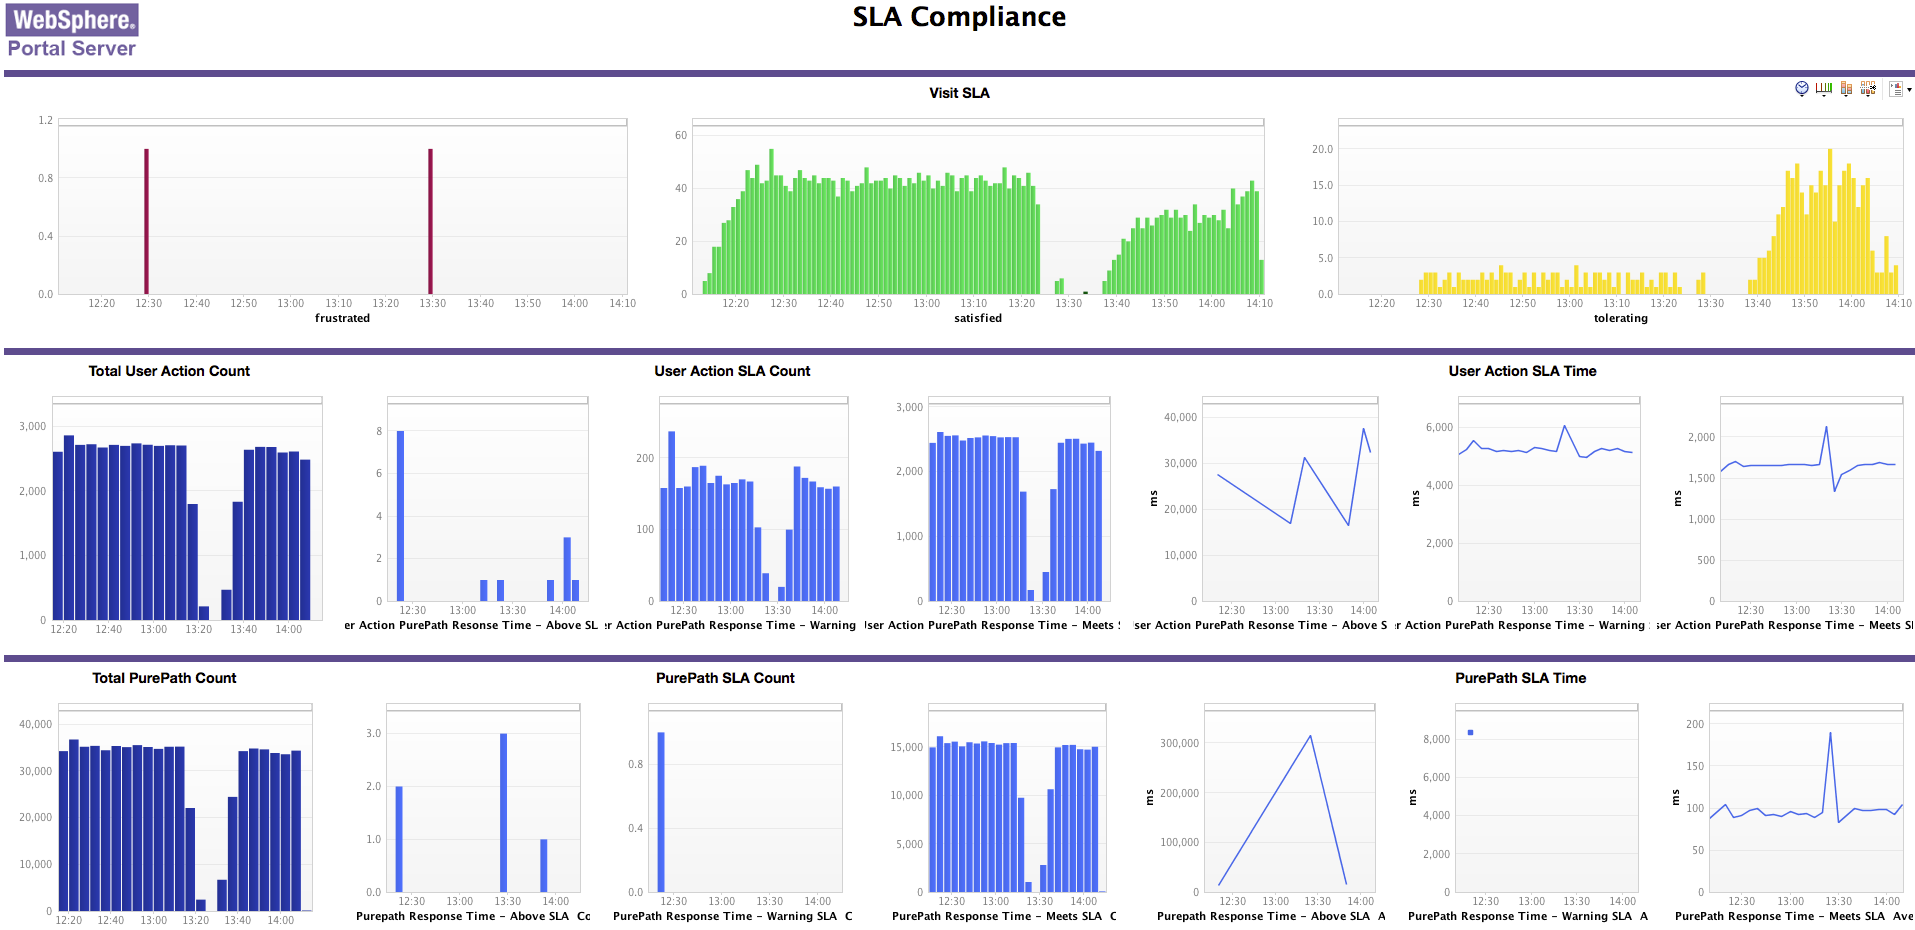 WebSphere.
Portal Server
SLA Compliance
Visit SLA
1.2
0.8
0.4
0.0
12:20 12:30 12:40 12:50 13:00 13:10 13:20 13:30 13:40 13:50 14:00 14:10
frustrated
60
40
20
0
12:20 12:30 12:40 12:50 13:00 13:10 13:20 13:30 13:40 13:50 14:00 14:10
satisfied
20.0
15.0
10.0
5.0
0.0
12:20 12:30 12:40 12:50 13:00 13:10 13:20 13:30 13:40 13:50 14:00 14:10
tolerating
Total User Action Count
3,000
2,000
1,000
0
12:20 12:40 13:00 13:20 13:40 14:00
User Action SLA Count
8
6
4
2
0
12:30 13:00 13:30 14:00
er Action PurePath Resonse Time - Above SL
200
100
0
12:30 13:00 13:30 14:00
er Action PurePath Response Time - Warning
3,000
2,000
1,000
0
12:30 13:00 13:30 14:00
Jser Action PurePath Response Time - Meets S
User Action SLA Time
40,000
30,000
20,000
10,000
0
ms
12:30 13:00 13:30 14:00
Jser Action PurePath Resonse Time - Above S
6,000
4,000
2,000
0
ms
12:30 13:00 13:30 14:00
er Action PurePath Response Time - Warning
2,000
1,500
1,000
500
0
ms
12:30 13:00 13:30 14:00
ser Action PurePath Response Time - Meets Sl
Total PurePath Count
40,000
30,000
20,000
10,000
0
12:20 12:40 13:00 13:20 13:40 14:00
PurePath SLA Count
3.0
2.0
1.0
0.0
12:30 13:00 13:30 14:00
Purepath Response Time - Above SLA Co
0.8
0.4
0.0
12:30 13:00 13:30 14:00
PurePath Response Time - Warning SLA C
15,000
10,000
5,000
0
12:30 13:00 13:30 14:00
PurePath Response Time - Meets SLA C
PurePath SLA Time
300,000
200,000
100,000
0
ms
12:30 13:00 13:30 14:00
Purepath Response Time - Above SLA A
8,000
6,000
4,000
2,000
0
ms
12:30 13:00 13:30 14:00
PurePath Response Time - Warning SLA A
200
150
100
50
0
ms
12:30 13:00 13:30 14:00
PurePath Response Time - Meets SLA Ave